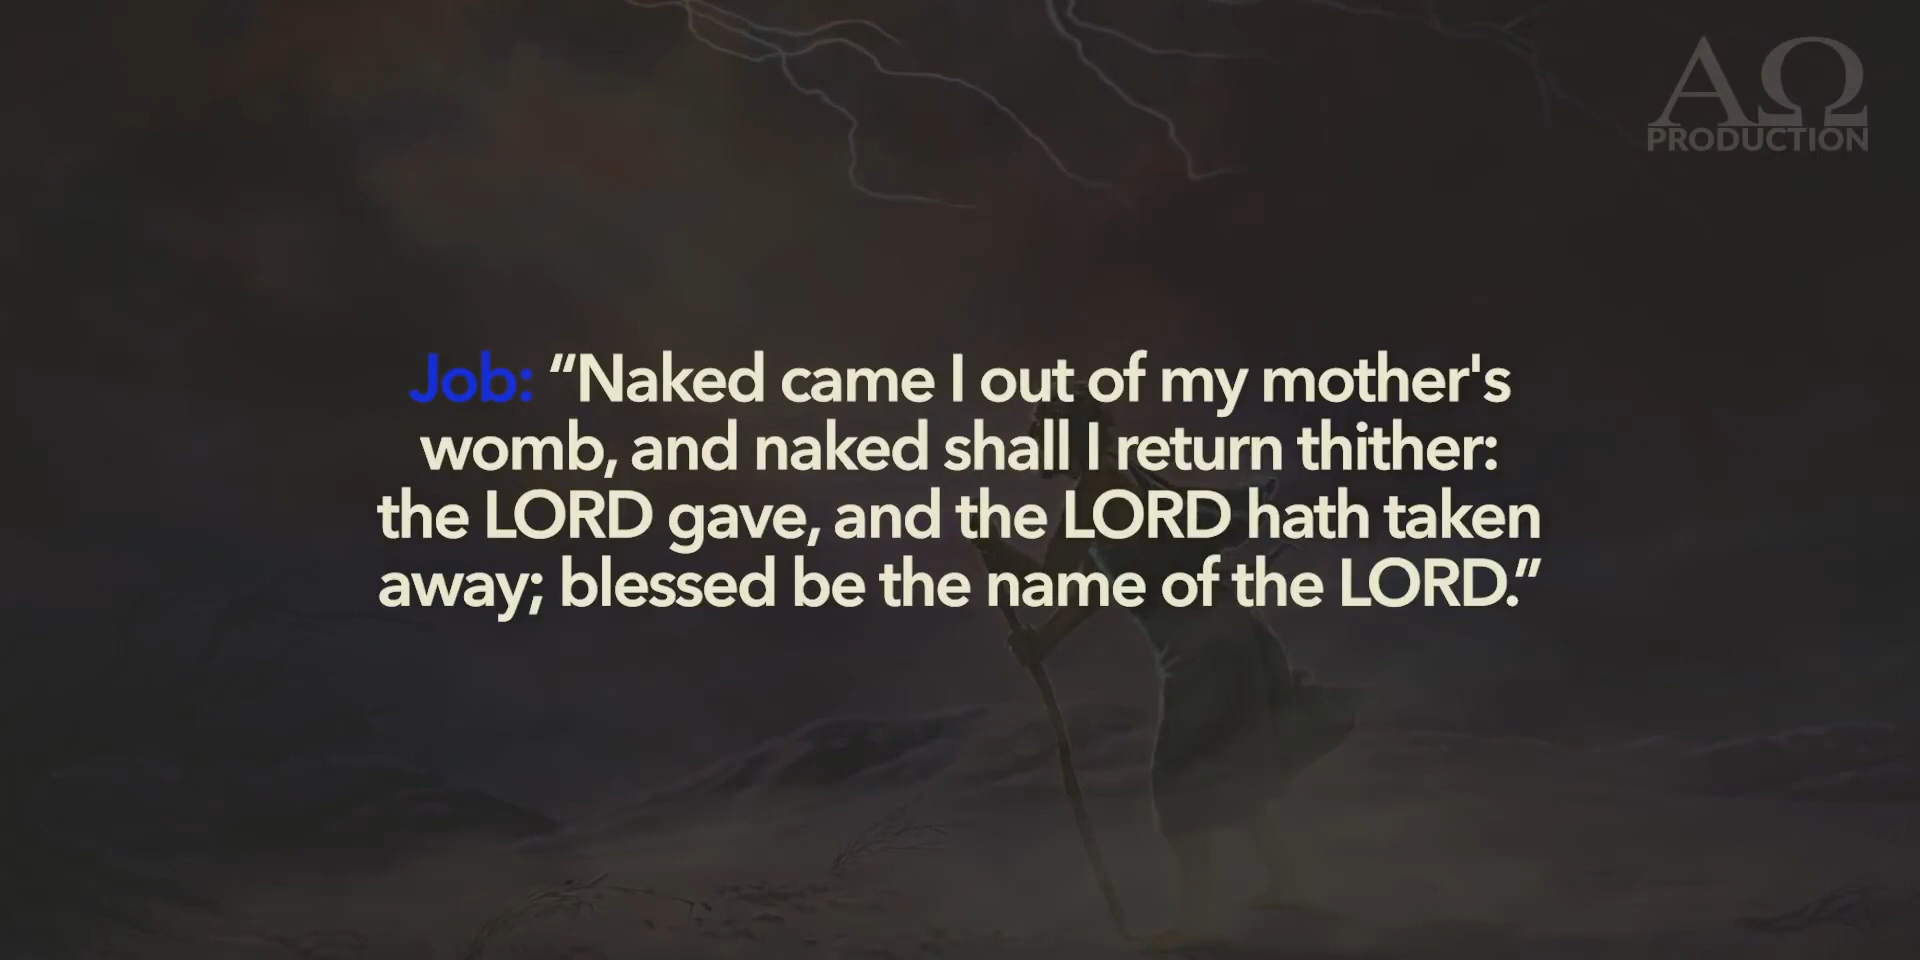 ΑΩ
PRODUCTION
Job: “Naked came I out of my mother's
womb, and naked shall I return thither:
the LORD gave, and the LORD hath taken
away; blessed be the name of the LORD.”